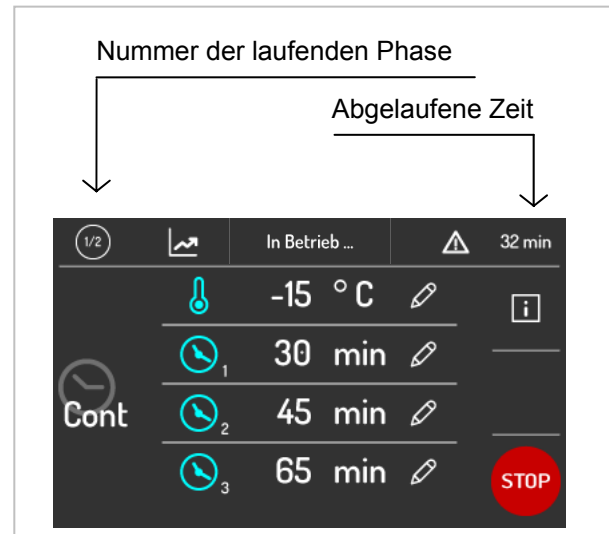 Nummer der laufenden Phase
Abgelaufene Zeit
1/2 In Betrieb ... 32 min
-15 °C
i
1 30 min
Cont
2 45 min
3 65 min
STOP